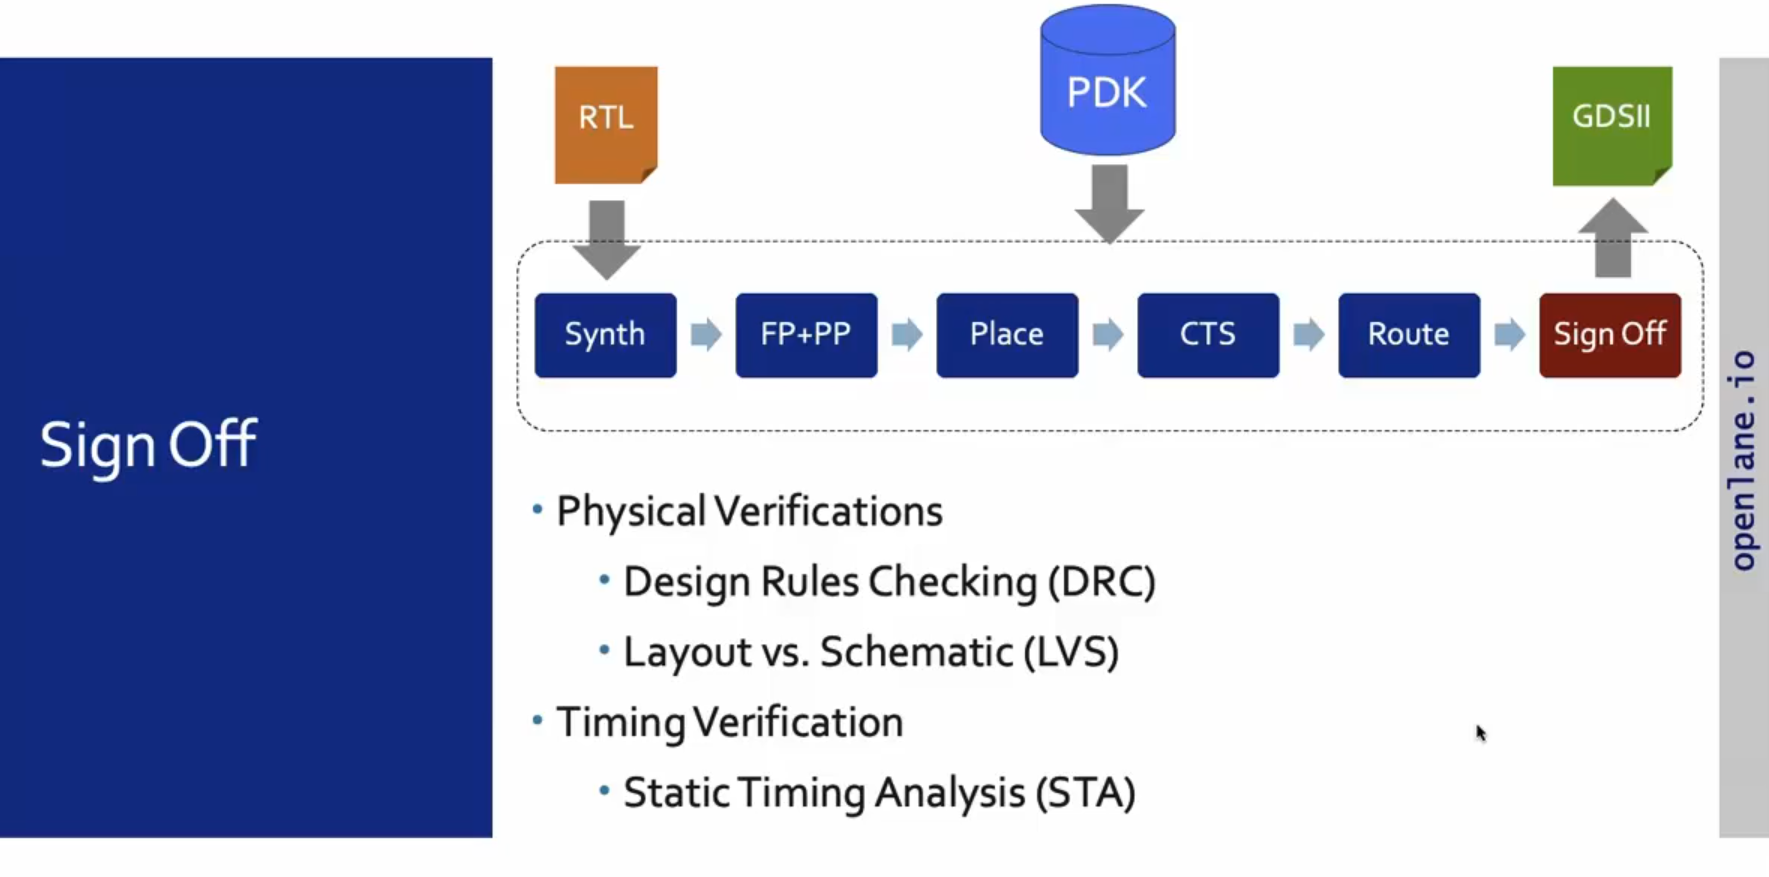 PDK
RTL
GDSII
Synth
FP+PP
Place
CTS
Route
Sign Off
Sign Off
• Physical Verifications
• Design Rules Checking (DRC)
• Layout vs. Schematic (LVS)
• Timing Verification
• Static Timing Analysis (STA)
openlane.io